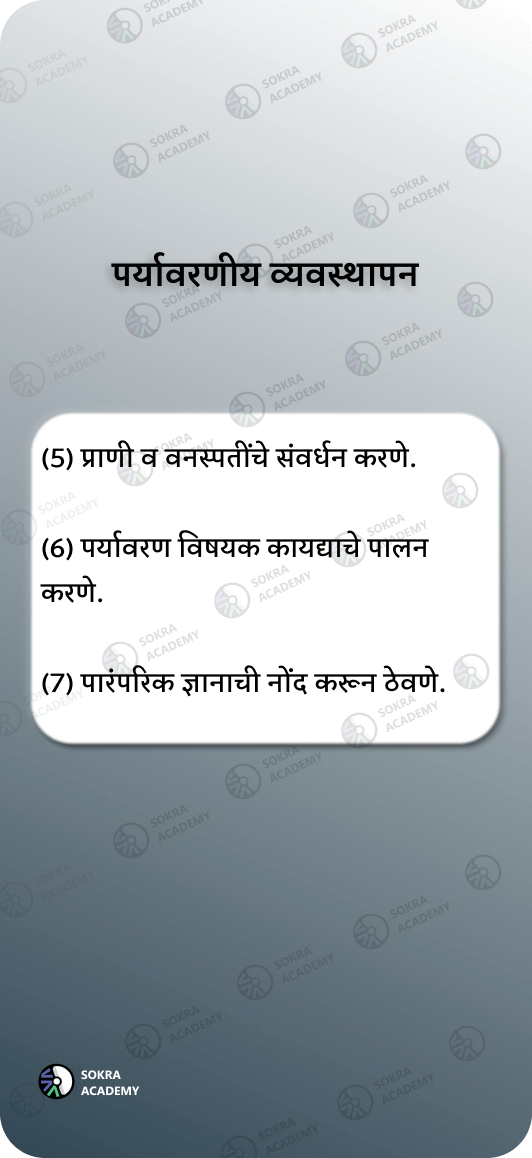 पर्यावरणीय व्यवस्थापन
(5) प्राणी व वनस्पतींचे संवर्धन करणे.
(6) पर्यावरण विषयक कायद्याचे पालन
करणे.
(7) पारंपरिक ज्ञानाची नोंद करून ठेवणे.
SOKRA
ACADEMY